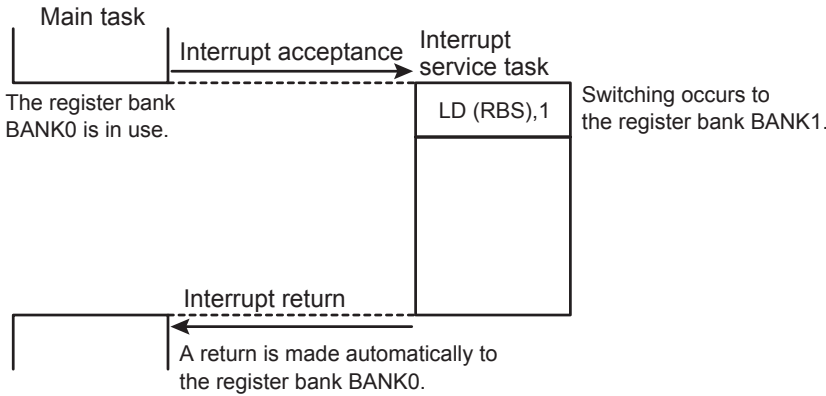 Main task
Interrupt acceptance
Interrupt
service task
The register bank
BANK0 is in use.
LD (RBS),1
Switching occurs to
the register bank BANK1.
Interrupt return
A return is made automatically to
the register bank BANK0.